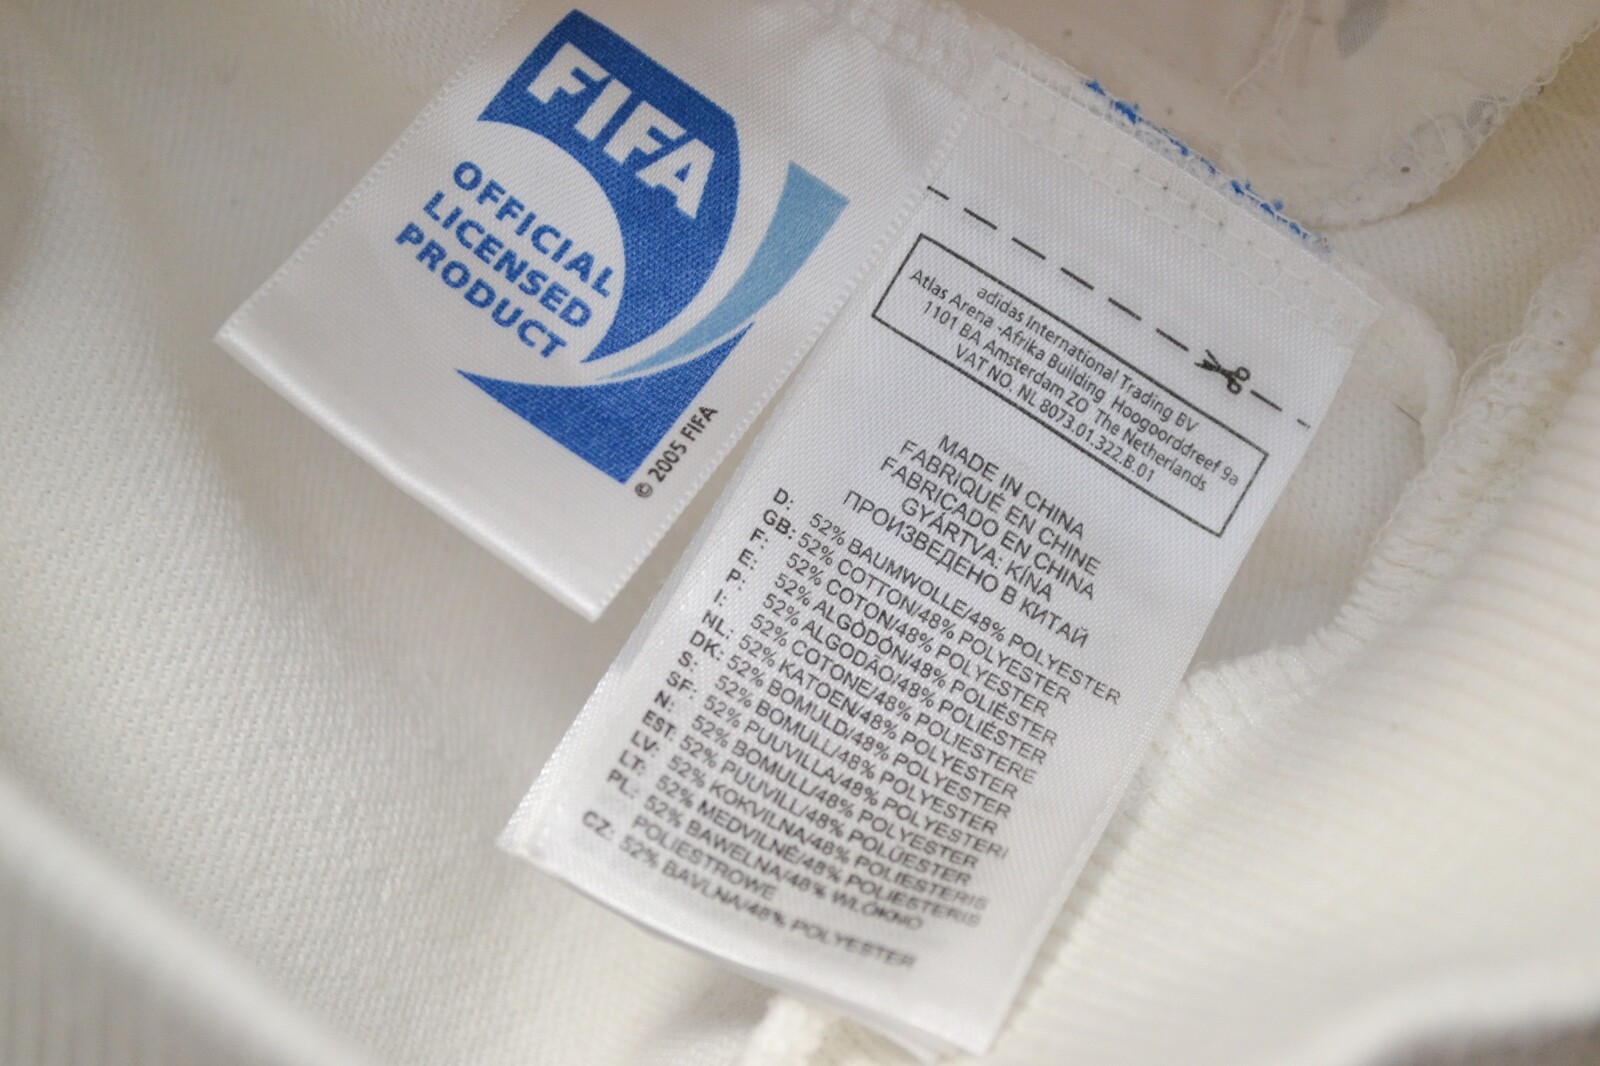 FIFA
OFFICIAL
LICENSED
PRODUCT
© 2005 FIFA
adidas International Trading BV
Atlas Arena -Afrika Building Hoogoorddreef 9a
1101 BA Amsterdam ZO The Netherlands
VAT NO. NL 8073.01.322.B.01
MADE IN CHINA
FABRIQUÉ EN CHINE
FABRICADO EN CHINA
GYÁRTVA: KÍNA
ПРОИЗВЕДЕНО В КИТАЙ
D: 52% BAUMWOLLE/48% POLYESTER
GB: 52% COTTON/48% POLYESTER
F: 52% COTON/48% POLYESTER
E: 52% ALGÓDÓN/48% POLIÉSTER
P: 52% ALGODÃO/48% POLIÉSTER
I: 52% COTONE/48% POLIESTERE
NL: 52% KATOEN/48% POLYESTER
DK: 52% BOMULD/48% POLYESTER
S: 52% BOMULL/48% POLYESTER
SF: 52% PUUVILLA/48% POLYESTERI
N: 52% BOMULL/48% POLYESTER
EST: 52% PUUVILL/48% POLÜESTER
LV: 52% KOKVILNA/48% POLIESTERIS
LT: 52% MEDVILNĖ/48% POLIESTERIS
PL: 52% BAWEŁNA/48% WŁÓKNO
POLIESTROWE
CZ: 52% BAVLNA/48% POLYESTER